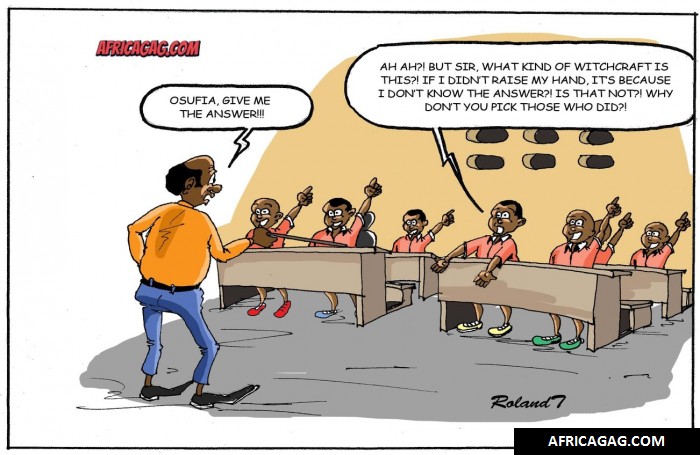 AFRICAGAG.COM
OSUFIA, GIVE ME
THE ANSWER!!!
AH AH?! BUT SIR, WHAT KIND OF WITCHCRAFT IS
THIS?! IF I DIDN'T RAISE MY HAND, IT'S BECAUSE
I DON'T KNOW THE ANSWER?! IS THAT NOT?! WHY
DON'T YOU PICK THOSE WHO DID?!
RolandT
AFRICAGAG.COM